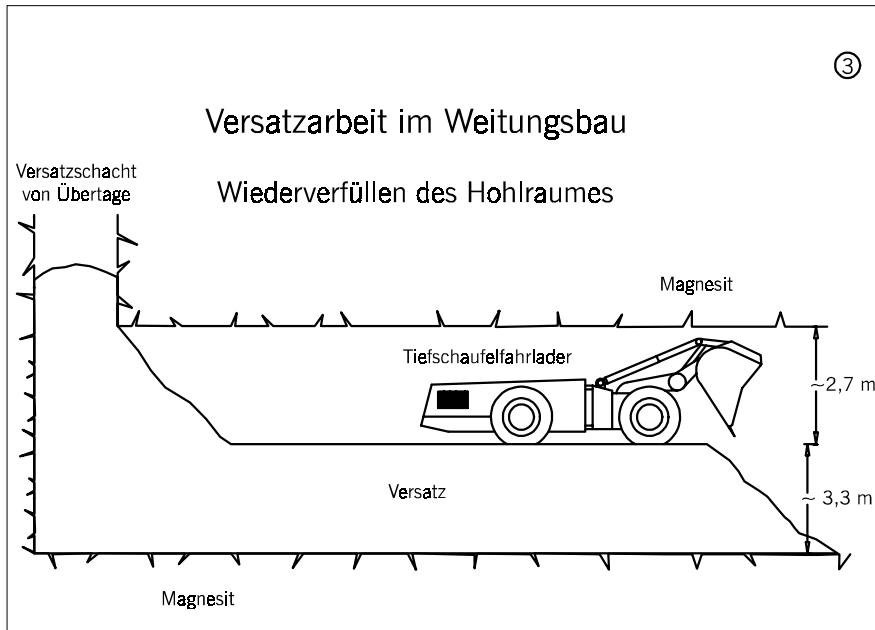 3
Versatzarbeit im Weitungsbau
Versatzschacht
von Übertage
Wiederverfüllen des Hohlraumes
Magnesit
Tiefschaufelfahrlader
~2,7 m
Versatz
~ 3,3 m
Magnesit